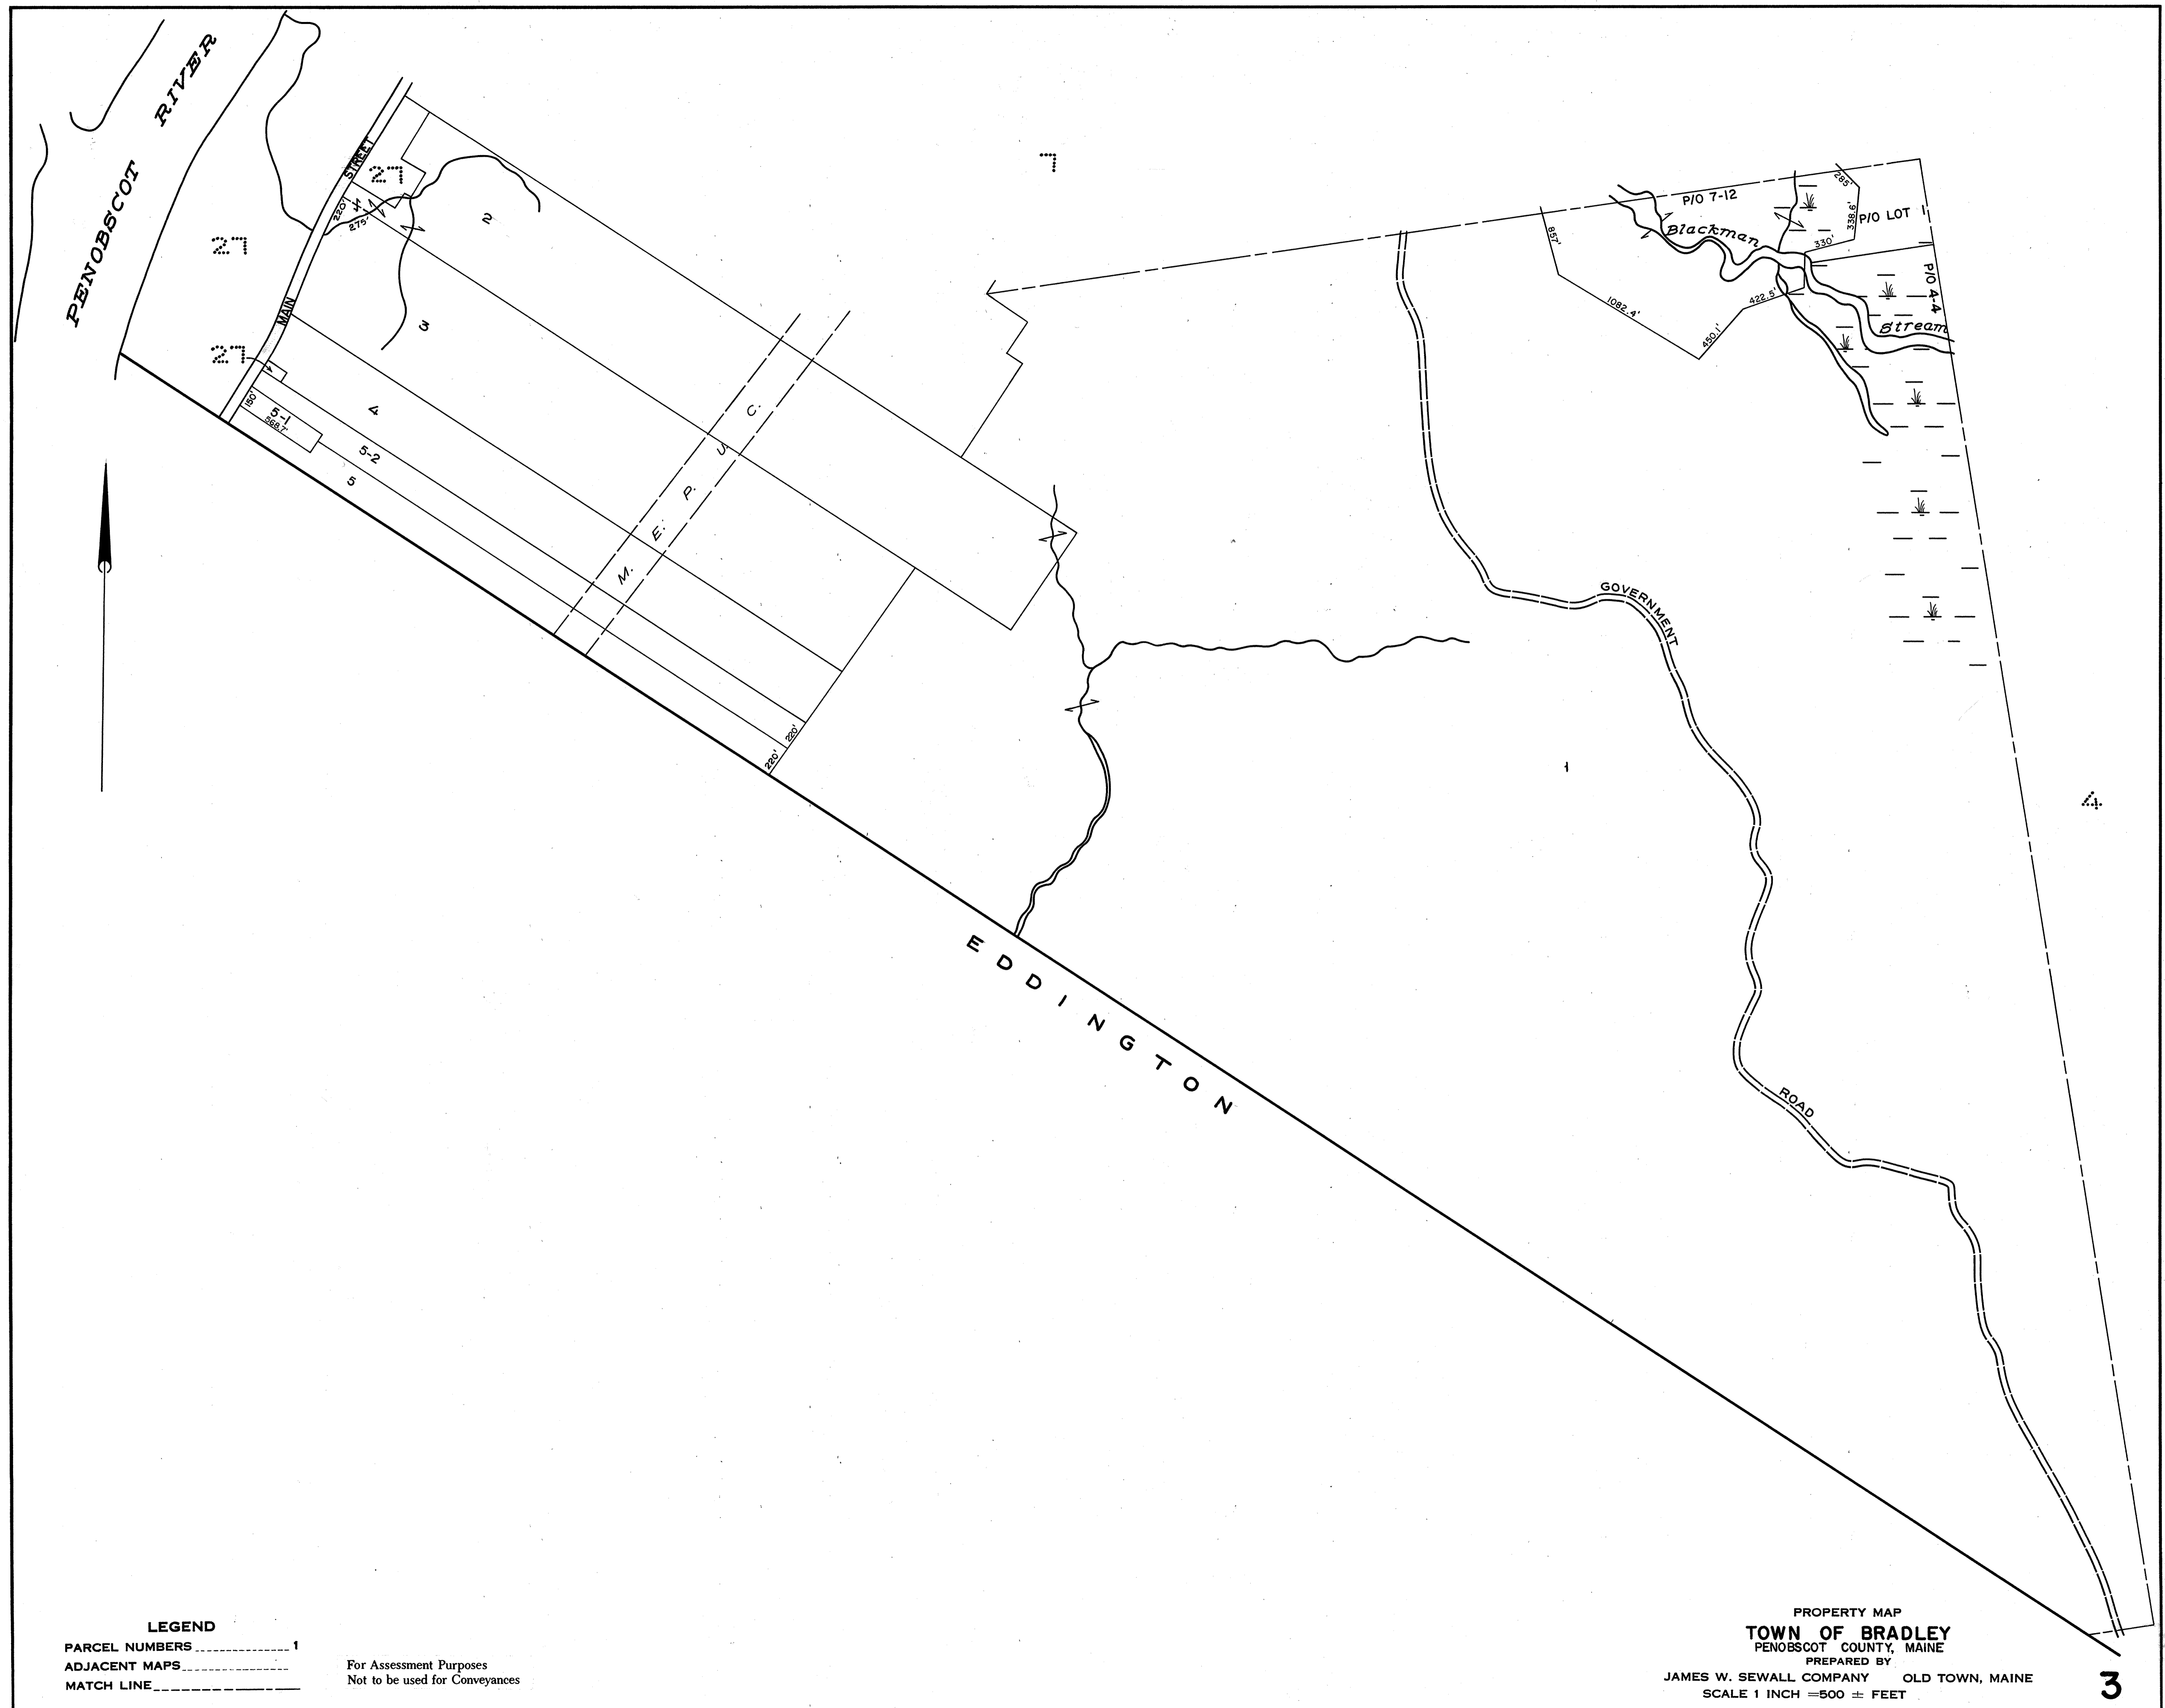 PENOBSCOT RIVER
MAIN STREET
27
27
27
220'
275'
2
3
4
5-1
150'
568.7'
5-2
5
M. E. P. U. C.
220'
220'
7
P/O 7-12
Blackman
Stream
285'
338.6'
P/O LOT 1
330'
P/O 4-4
857'
1082.4'
450.1'
422.5'
GOVERNMENT
ROAD
1
4
EDDINGTON
LEGEND
PARCEL NUMBERS 1
ADJACENT MAPS
MATCH LINE
For Assessment Purposes
Not to be used for Conveyances
PROPERTY MAP
TOWN OF BRADLEY
PENOBSCOT COUNTY, MAINE
PREPARED BY
JAMES W. SEWALL COMPANY OLD TOWN, MAINE
SCALE 1 INCH =500 ± FEET
3